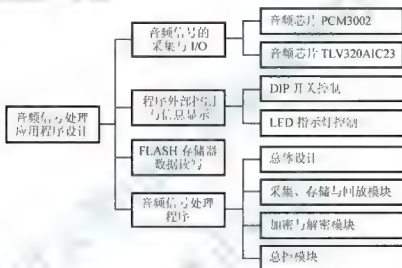 音频信号处理
应用程序设计
音频信号的
采集与 I/O
音频芯片 PCM3002
音频芯片 TLV320AIC23
程序外部控制
与信息显示
DIP 开关控制
LED 指示灯控制
FLASH 存储器
数据读写
音频信号处理
程序
总体设计
采集、存储与回放模块
加密与解密模块
总控模块